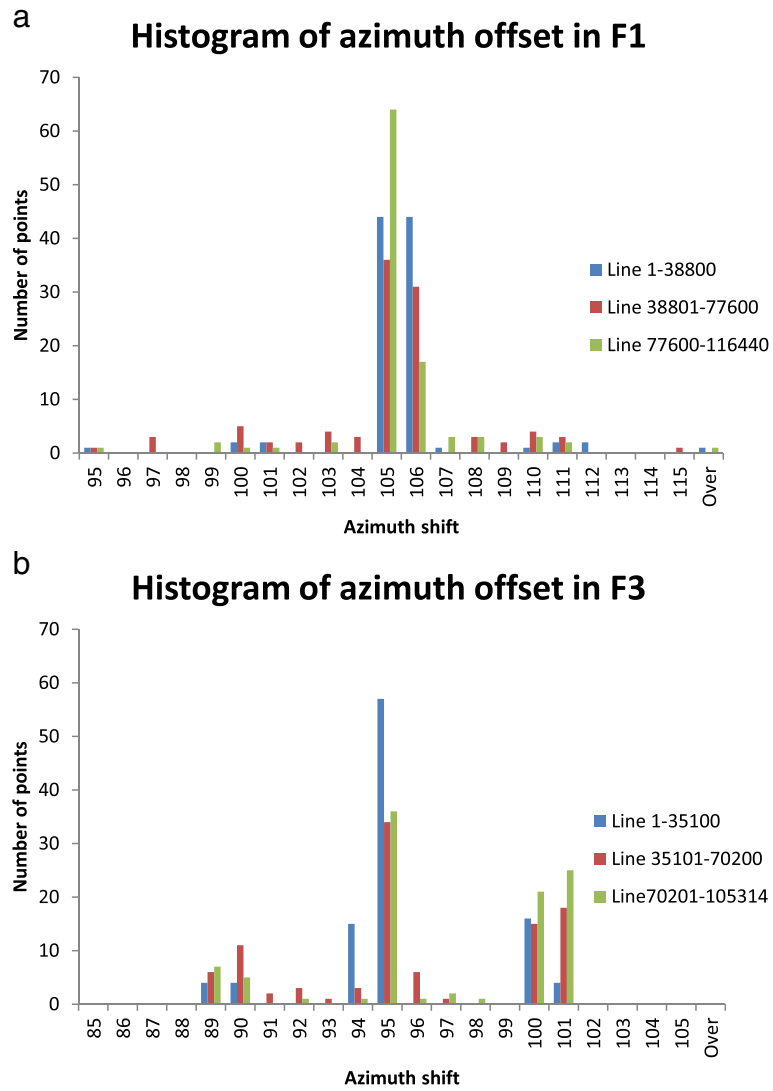 a
Histogram of azimuth offset in F1
70
60
50
40
30
20
10
0
Number of points
95 96 97 98 99 100 101 102 103 104 105 106 107 108 109 110 111 112 113 114 115 Over
Azimuth shift
Line 1-38800
Line 38801-77600
Line 77600-116440
b
Histogram of azimuth offset in F3
70
60
50
40
30
20
10
0
Number of points
85 86 87 88 89 90 91 92 93 94 95 96 97 98 99 100 101 102 103 104 105 Over
Azimuth shift
Line 1-35100
Line 35101-70200
Line70201-105314